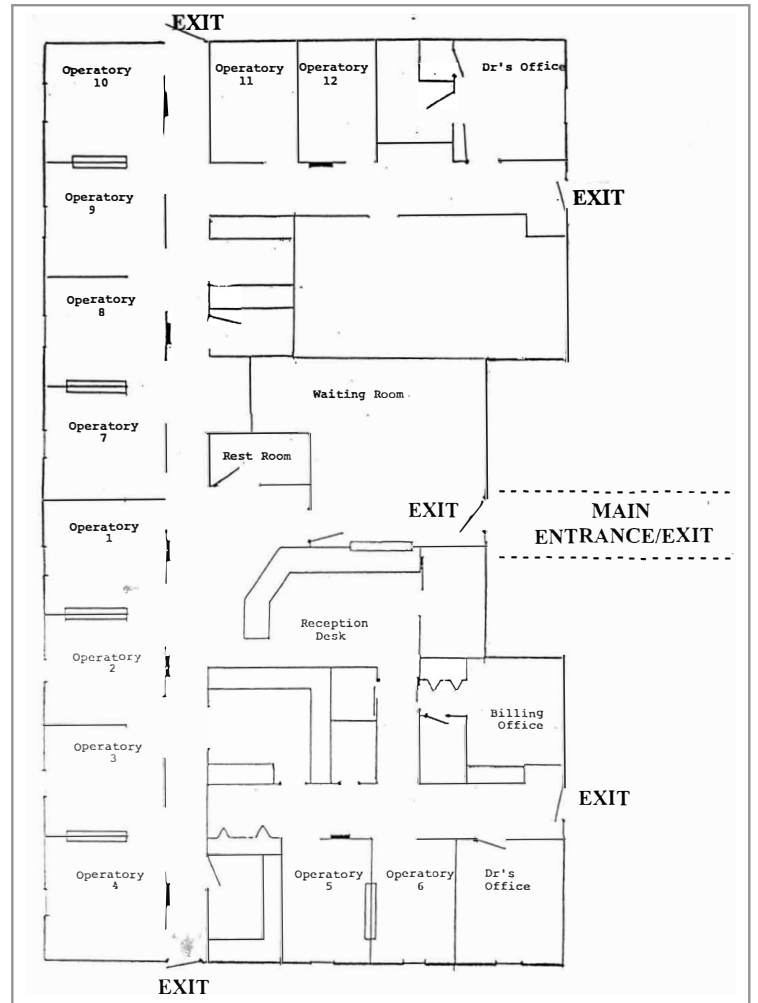 EXIT
Operatory
10
Operatory
11
Operatory
12
Dr's Office
Operatory
9
EXIT
Operatory
8
Waiting Room
Operatory
7
Rest Room
EXIT
MAIN
ENTRANCE/EXIT
Operatory
1
Reception
Desk
Operatory
2
Billing
Office
Operatory
3
EXIT
Operatory
4
Operatory
5
Operatory
6
Dr's
Office
EXIT